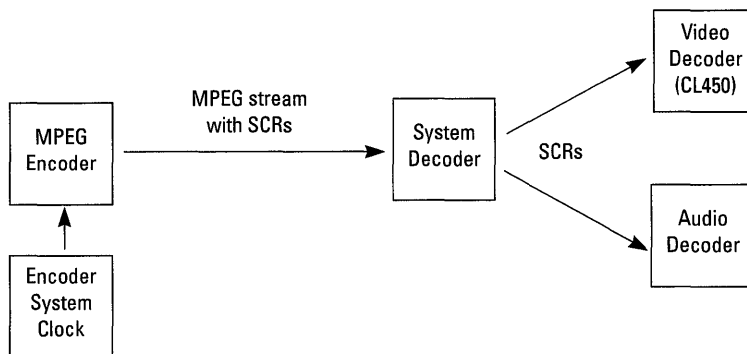 MPEG
Encoder
Encoder
System
Clock
MPEG stream
with SCRs
System
Decoder
SCRs
Video
Decoder
(CL450)
Audio
Decoder